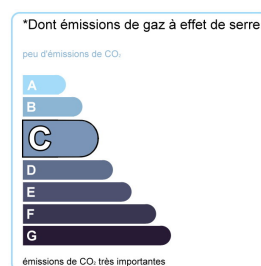 *Dont émissions de gaz à effet de serre
peu d'émissions de CO₂
A
B
C
D
E
F
G
émissions de CO₂ très importantes